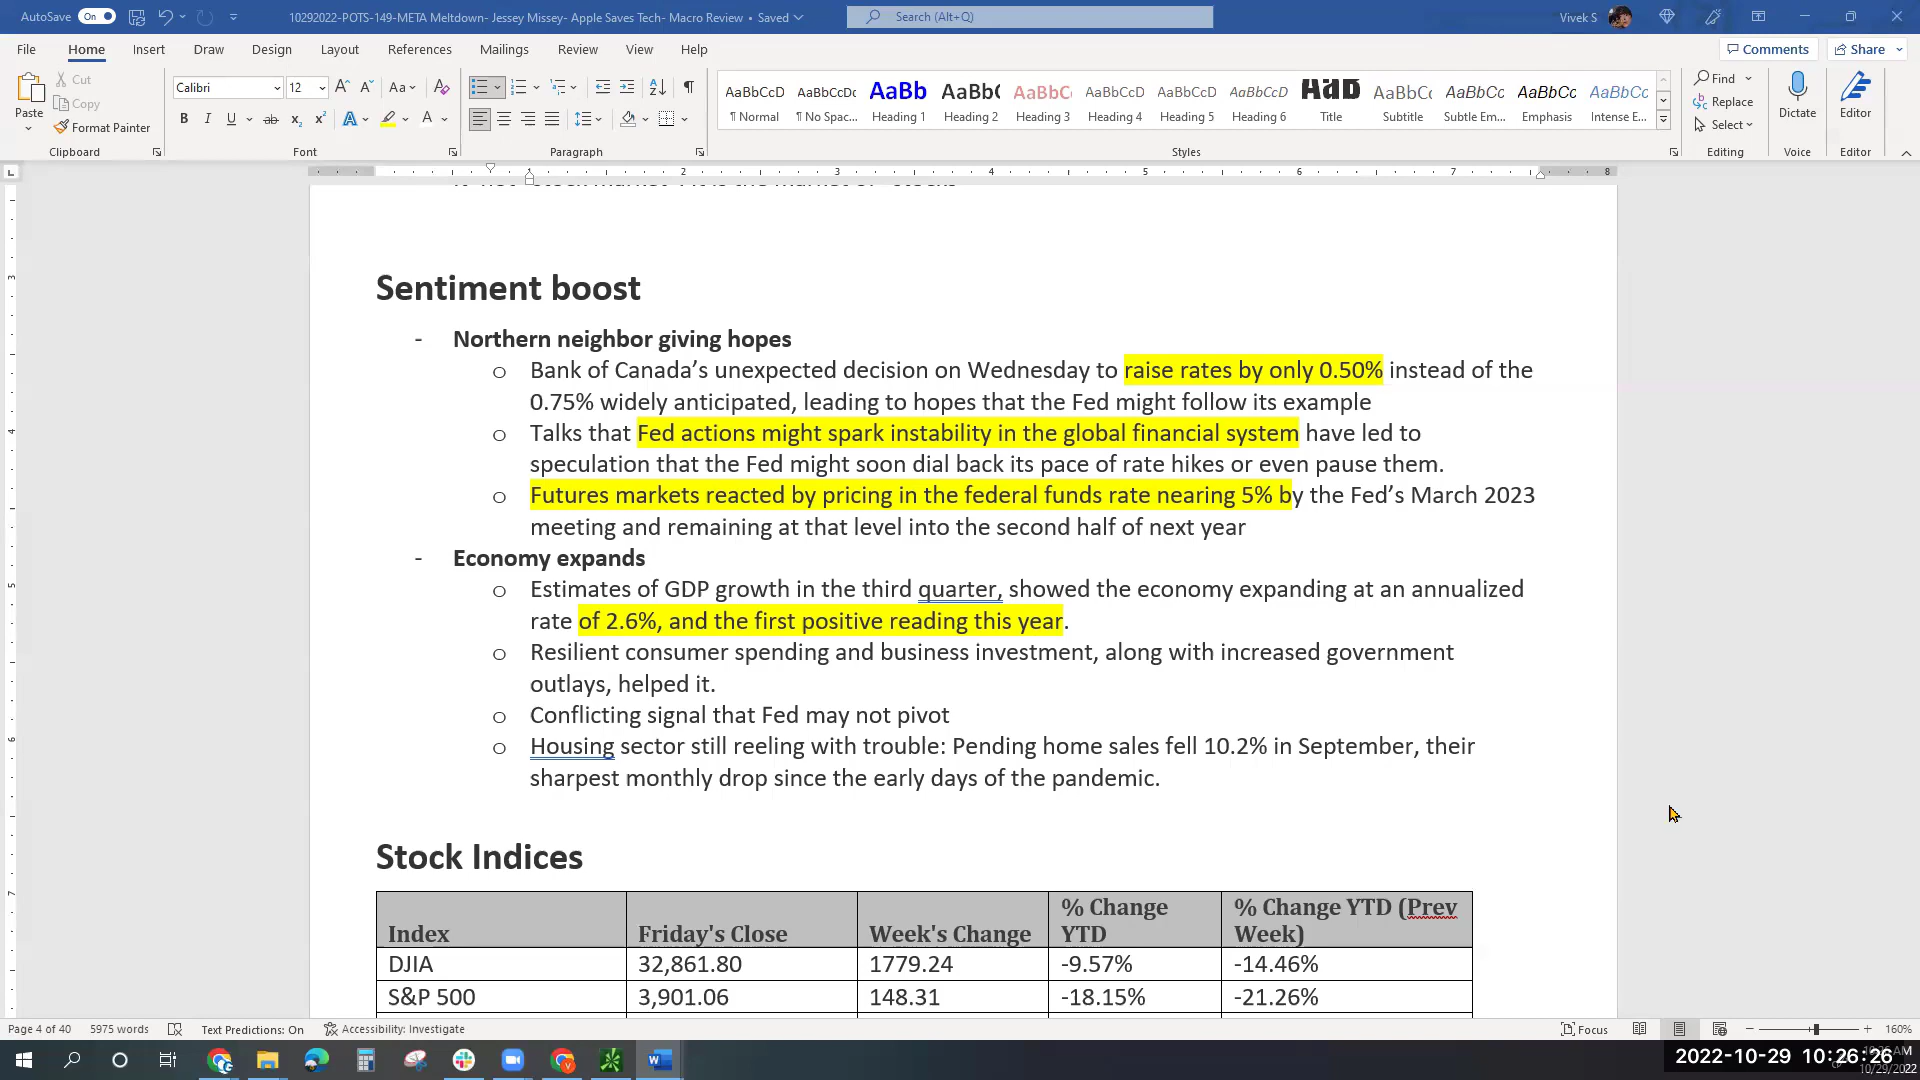 AutoSave On 10292022-POTS-149-META Meltdown- Jessey Missey- Apple Saves Tech- Macro Review • Saved Search (Alt+Q) Vivek S
File Home Insert Draw Design Layout References Mailings Review View Help Comments Share
Paste Cut Copy Format Painter Calibri 12 Find Replace Select Dictate Editor
AaBbCcD AaBbCcDc AaBb AaBbC AaBbCc AaBbCcD AaBbCcD AaBbCcD AaB AaBbCc AaBbCc AaBbCc AaBbCc
¶ Normal ¶ No Spac... Heading 1 Heading 2 Heading 3 Heading 4 Heading 5 Heading 6 Title Subtitle Subtle Em... Emphasis Intense E...
Clipboard Font Paragraph Styles Editing Voice Editor
Sentiment boost
- Northern neighbor giving hopes
o Bank of Canada’s unexpected decision on Wednesday to raise rates by only 0.50% instead of the
0.75% widely anticipated, leading to hopes that the Fed might follow its example
o Talks that Fed actions might spark instability in the global financial system have led to
speculation that the Fed might soon dial back its pace of rate hikes or even pause them.
o Futures markets reacted by pricing in the federal funds rate nearing 5% by the Fed’s March 2023
meeting and remaining at that level into the second half of next year
- Economy expands
o Estimates of GDP growth in the third quarter, showed the economy expanding at an annualized
rate of 2.6%, and the first positive reading this year.
o Resilient consumer spending and business investment, along with increased government
outlays, helped it.
o Conflicting signal that Fed may not pivot
o Housing sector still reeling with trouble: Pending home sales fell 10.2% in September, their
sharpest monthly drop since the early days of the pandemic.
Stock Indices
Index Friday's Close Week's Change % Change YTD % Change YTD (Prev Week)
DJIA 32,861.80 1779.24 -9.57% -14.46%
S&P 500 3,901.06 148.31 -18.15% -21.26%
Page 4 of 40 5975 words Text Predictions: On Accessibility: Investigate Focus 160%
2022-10-29 10:26:26